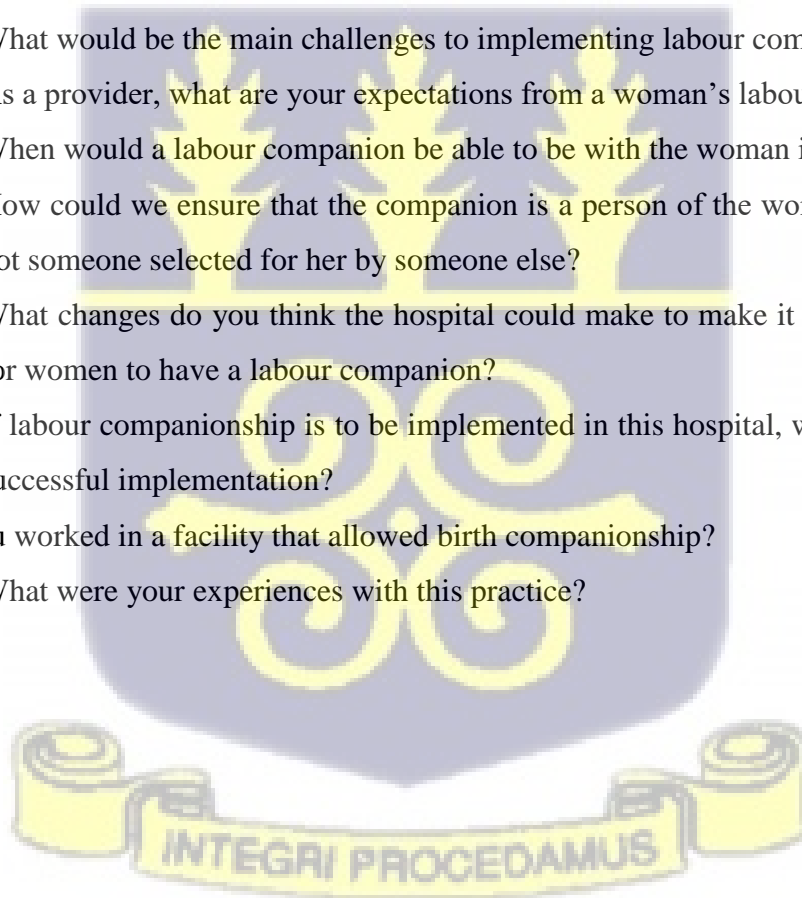 What would be the main challenges to implementing labour com
As a provider, what are your expectations from a woman's labou
When would a labour companion be able to be with the woman i
How could we ensure that the companion is a person of the wo
ot someone selected for her by someone else?
What changes do you think the hospital could make to make it
or women to have a labour companion?
f labour companionship is to be implemented in this hospital, w
uccessful implementation?
u worked in a facility that allowed birth companionship?
What were your experiences with this practice?
INTEGRI PROCEDAMUS